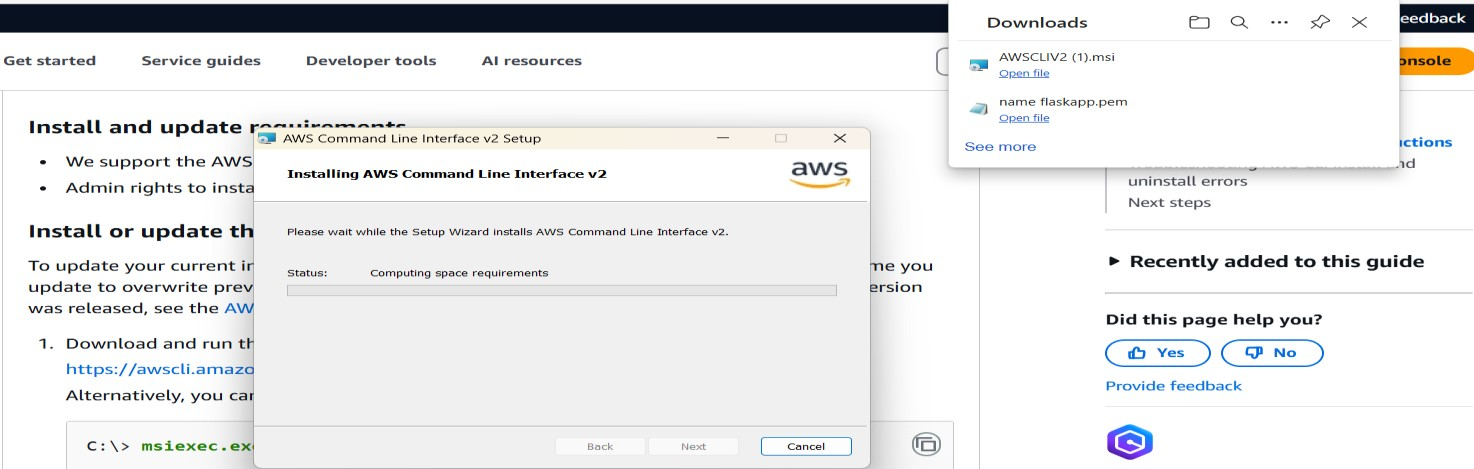 eedback
Get started
Service guides
Developer tools
AI resources
onsole
Downloads
AWSCLIV2 (1).msi
Open file
name flaskapp.pem
Open file
See more
Install and update requirements
• We support the AWS
• Admin rights to insta
Install or update th
To update your current in
me you
update to overwrite prev
ersion
was released, see the AW
1. Download and run th
https://awscli.amazo
Alternatively, you can
C:\> msiexec.exe
AWS Command Line Interface v2 Setup
Installing AWS Command Line Interface v2
aws
Please wait while the Setup Wizard installs AWS Command Line Interface v2.
Status: Computing space requirements
Back
Next
Cancel
ctions
nd
uninstall errors
Next steps
Recently added to this guide
Did this page help you?
Yes
No
Provide feedback